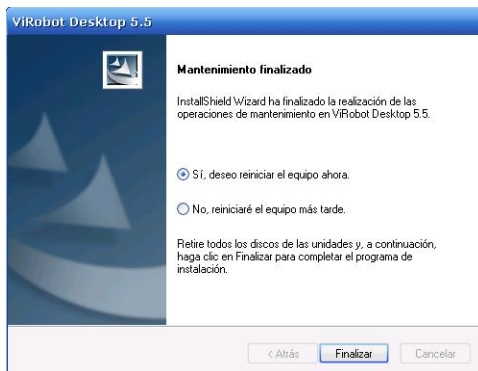 ViRobot Desktop 5.5
Mantenimiento finalizado
InstallShield Wizard ha finalizado la realización de las
operaciones de mantenimiento en ViRobot Desktop 5.5.
Sí, deseo reiniciar el equipo ahora.
No, reiniciaré el equipo más tarde.
Retire todos los discos de las unidades y, a continuación,
haga clic en Finalizar para completar el programa de
instalación.
< Atrás Finalizar Cancelar